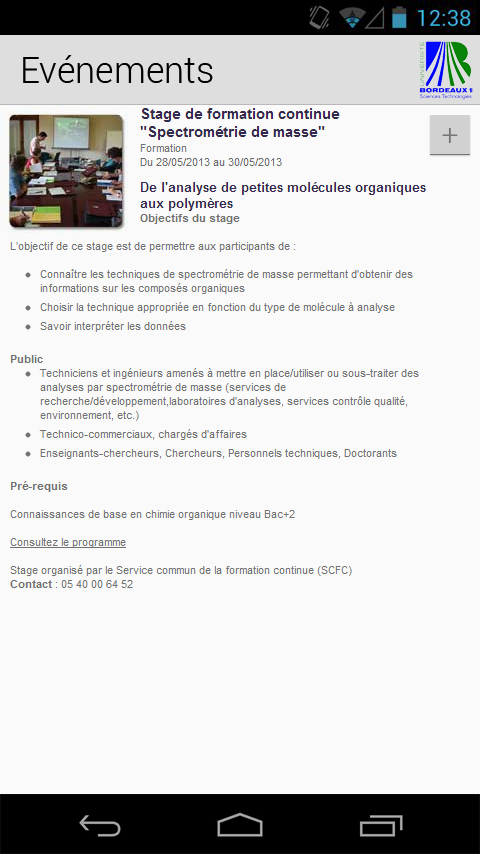 12:38
Evénements
UNIVERSITÉ
BORDEAUX 1
Sciences Technologies
Stage de formation continue
"Spectrométrie de masse"
Formation
Du 28/05/2013 au 30/05/2013
De l'analyse de petites molécules organiques
aux polymères
Objectifs du stage
L'objectif de ce stage est de permettre aux participants de :
Connaître les techniques de spectrométrie de masse permettant d'obtenir des
informations sur les composés organiques
Choisir la technique appropriée en fonction du type de molécule à analyse
Savoir interpréter les données
Public
Techniciens et ingénieurs amenés à mettre en place/utiliser ou sous-traiter des
analyses par spectrométrie de masse (services de
recherche/développement,laboratoires d'analyses, services contrôle qualité,
environnement, etc.)
Technico-commerciaux, chargés d'affaires
Enseignants-chercheurs, Chercheurs, Personnels techniques, Doctorants
Pré-requis
Connaissances de base en chimie organique niveau Bac+2
Consultez le programme
Stage organisé par le Service commun de la formation continue (SCFC)
Contact : 05 40 00 64 52